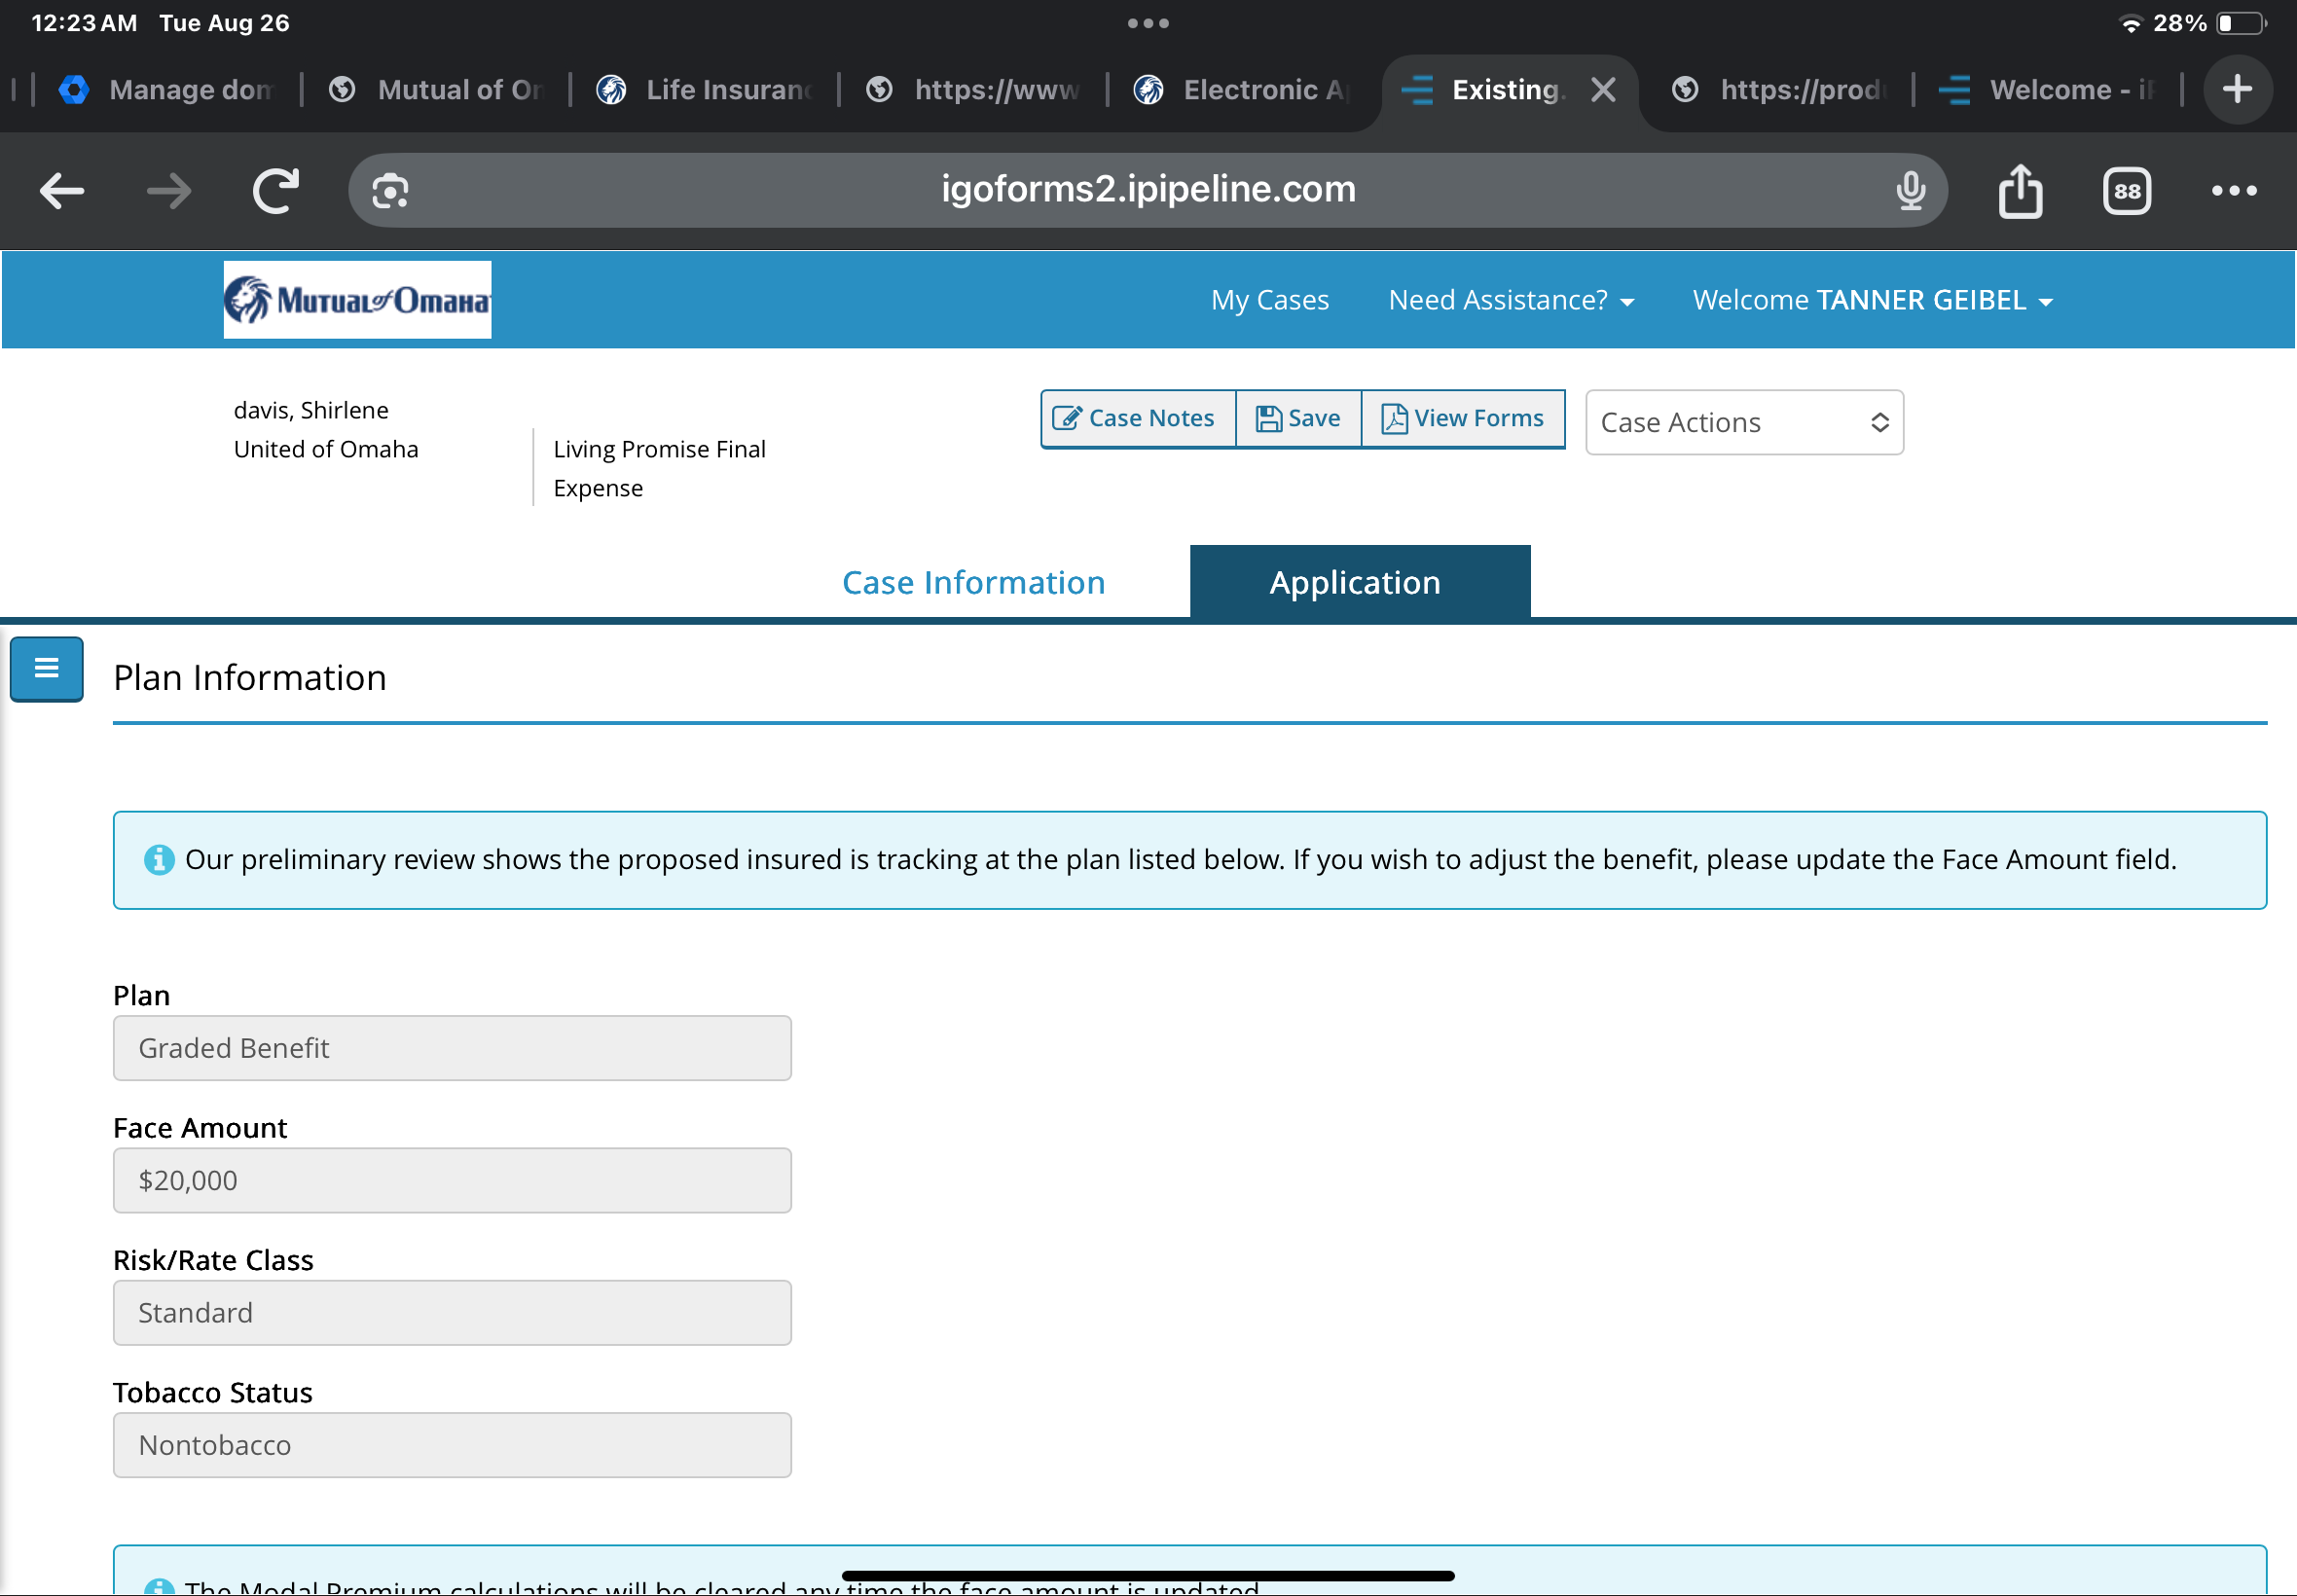 12:23 AM Tue Aug 26
28%
Manage dom
Mutual of Om
Life Insuranc
https://www
Electronic A
Existing.
https://prod
Welcome - iP
igoforms2.ipipeline.com
88
Mutual of Omaha
My Cases
Need Assistance?
Welcome TANNER GEIBEL
davis, Shirlene
United of Omaha
Living Promise Final
Expense
Case Notes
Save
View Forms
Case Actions
Case Information
Application
Plan Information
Our preliminary review shows the proposed insured is tracking at the plan listed below. If you wish to adjust the benefit, please update the Face Amount field.
Plan
Graded Benefit
Face Amount
$20,000
Risk/Rate Class
Standard
Tobacco Status
Nontobacco
The Modal Premium calculations will be cleared any time the face amount is updated.